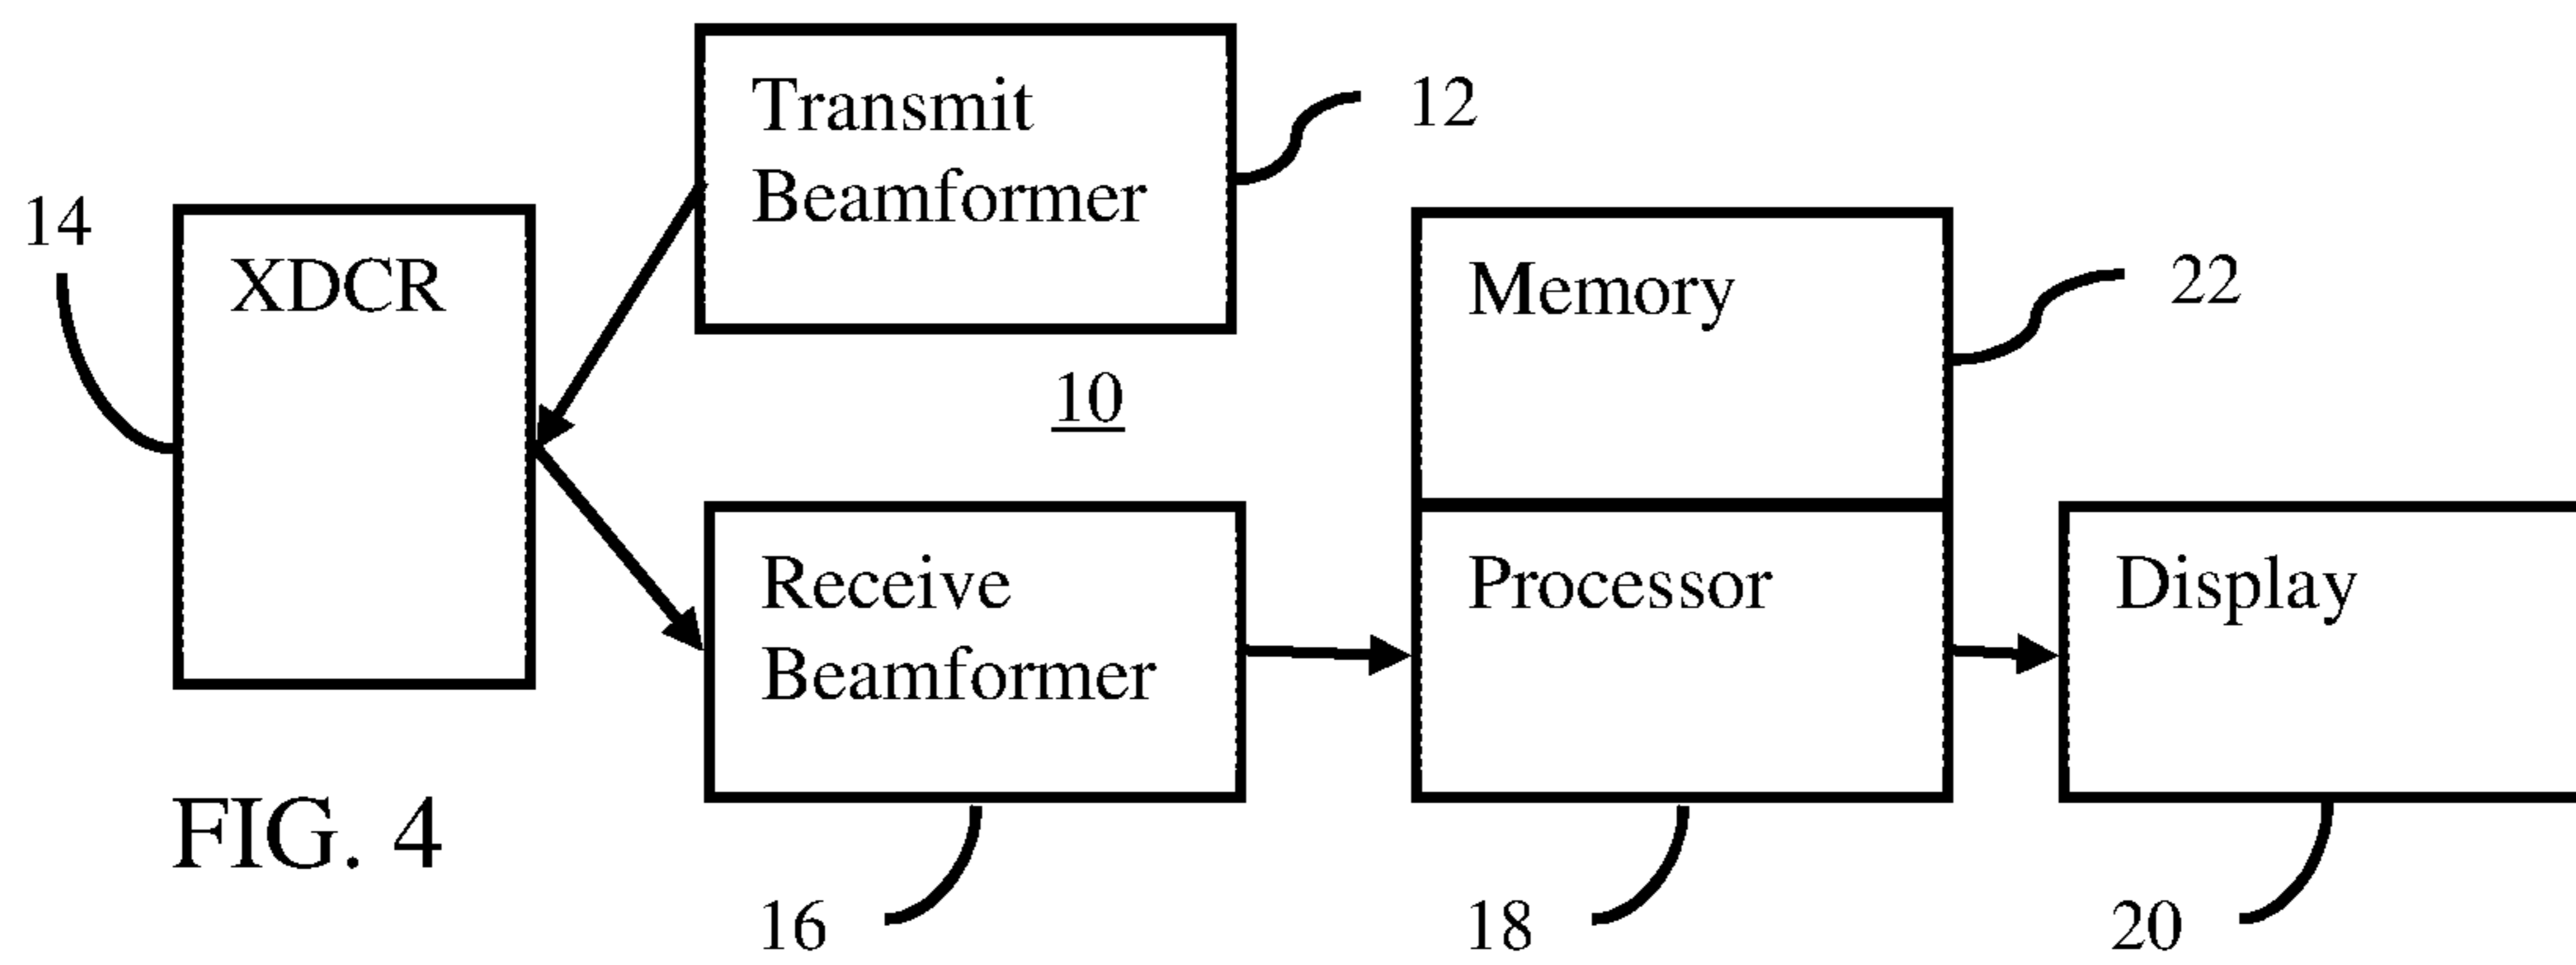 Transmit
Beamformer
12
14
XDCR
Memory
22
10
Receive
Beamformer
Processor
Display
FIG. 4
16
18
20